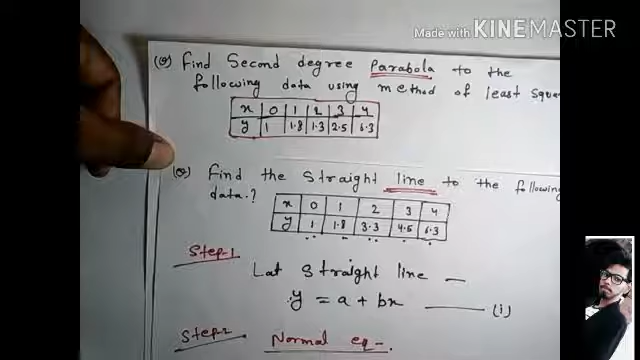 Made with KINEMASTER
(Q) Find Second degree Parabola to the
following data using method of least square
x 0 1 2 3 4
y 1 1.8 1.3 2.5 6.3
(Q) Find the Straight line to the following
data.?
x 0 1 2 3 4
y 1 1.8 3.3 4.5 6.3
Step-1
Lat straight line —
y = a + bx ——— (i)
Step-2 Normal eq-.